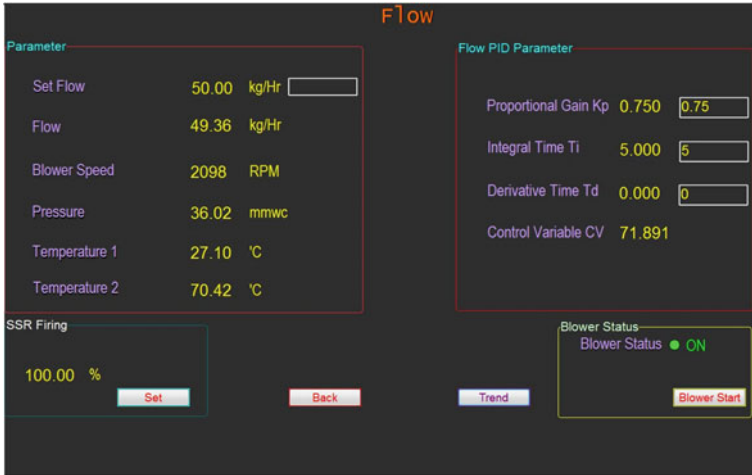 Flow
Parameter
Set Flow 50.00 kg/Hr
Flow 49.36 kg/Hr
Blower Speed 2098 RPM
Pressure 36.02 mmwc
Temperature 1 27.10 'C
Temperature 2 70.42 'C
Flow PID Parameter
Proportional Gain Kp 0.750 0.75
Integral Time Ti 5.000 5
Derivative Time Td 0.000 0
Control Variable CV 71.891
SSR Firing
100.00 %
Set
Back
Trend
Blower Status
Blower Status ON
Blower Start